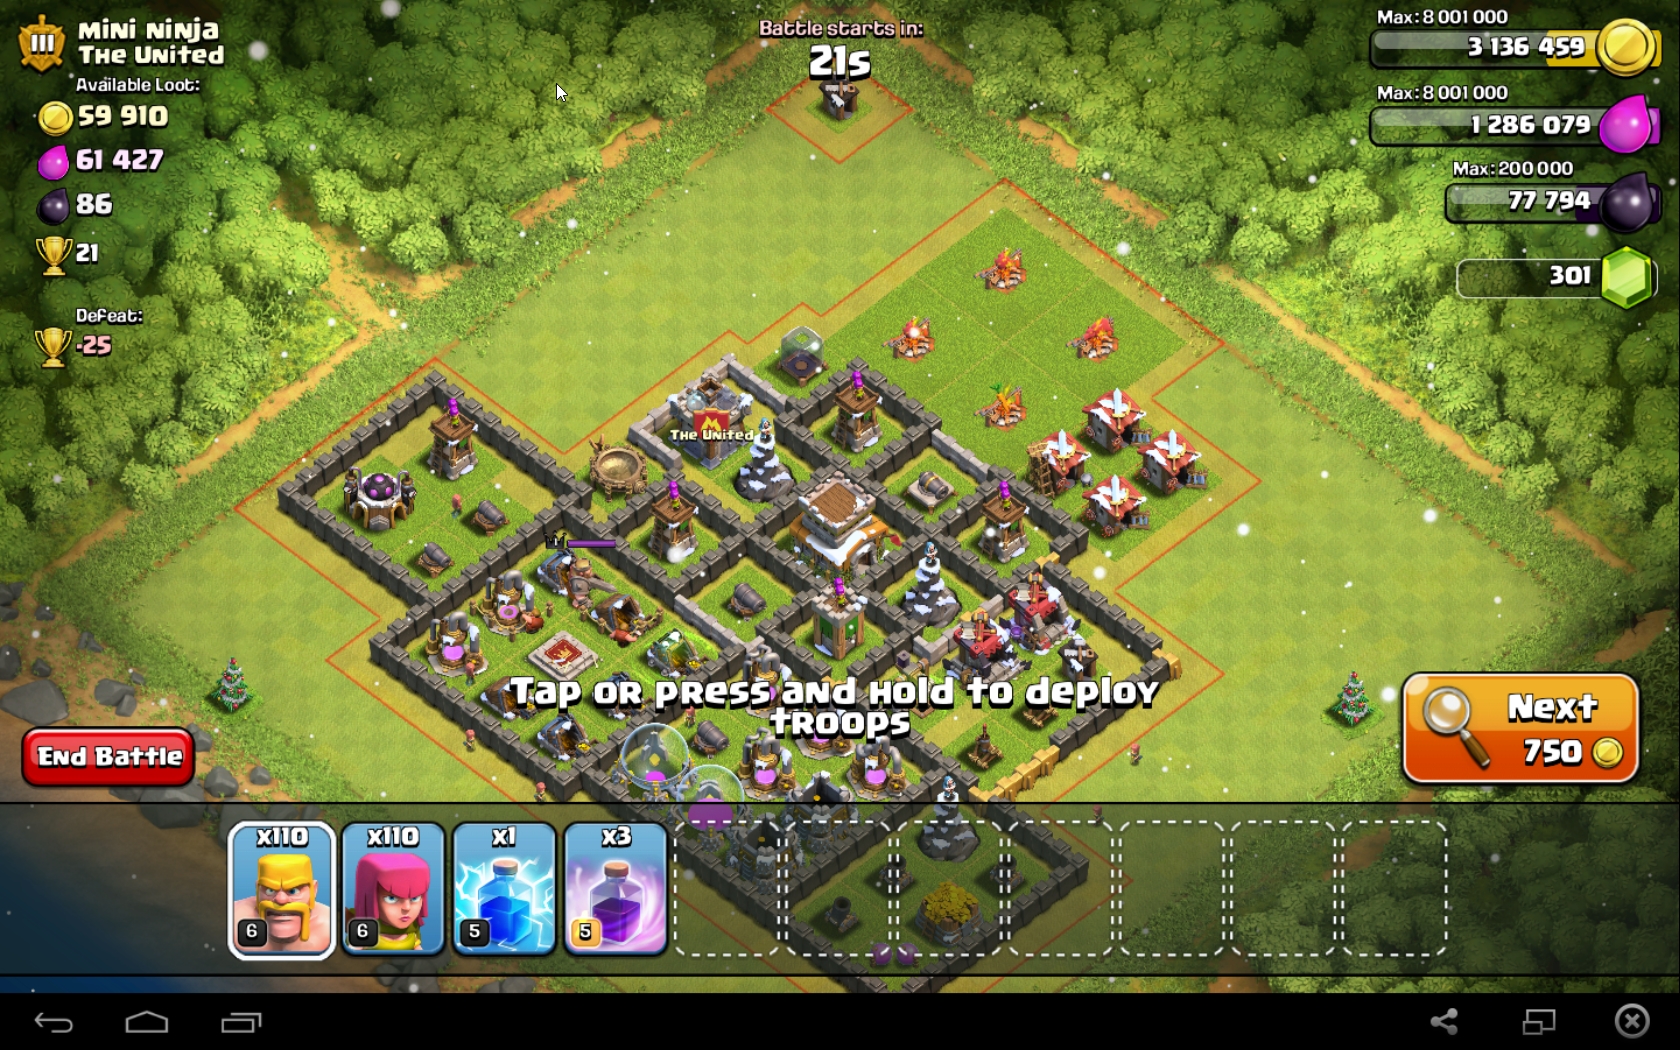 III
Mini Ninja
The United
Available Loot:
59 910
61 427
86
21
Defeat:
-25
Battle starts in:
21s
Max: 8 001 000
3 136 459
Max: 8 001 000
1 286 079
Max: 200 000
77 794
301
The United
Tap or press and hold to deploy
troops
End Battle
Next
750
x110
6
x110
6
x1
5
x3
5